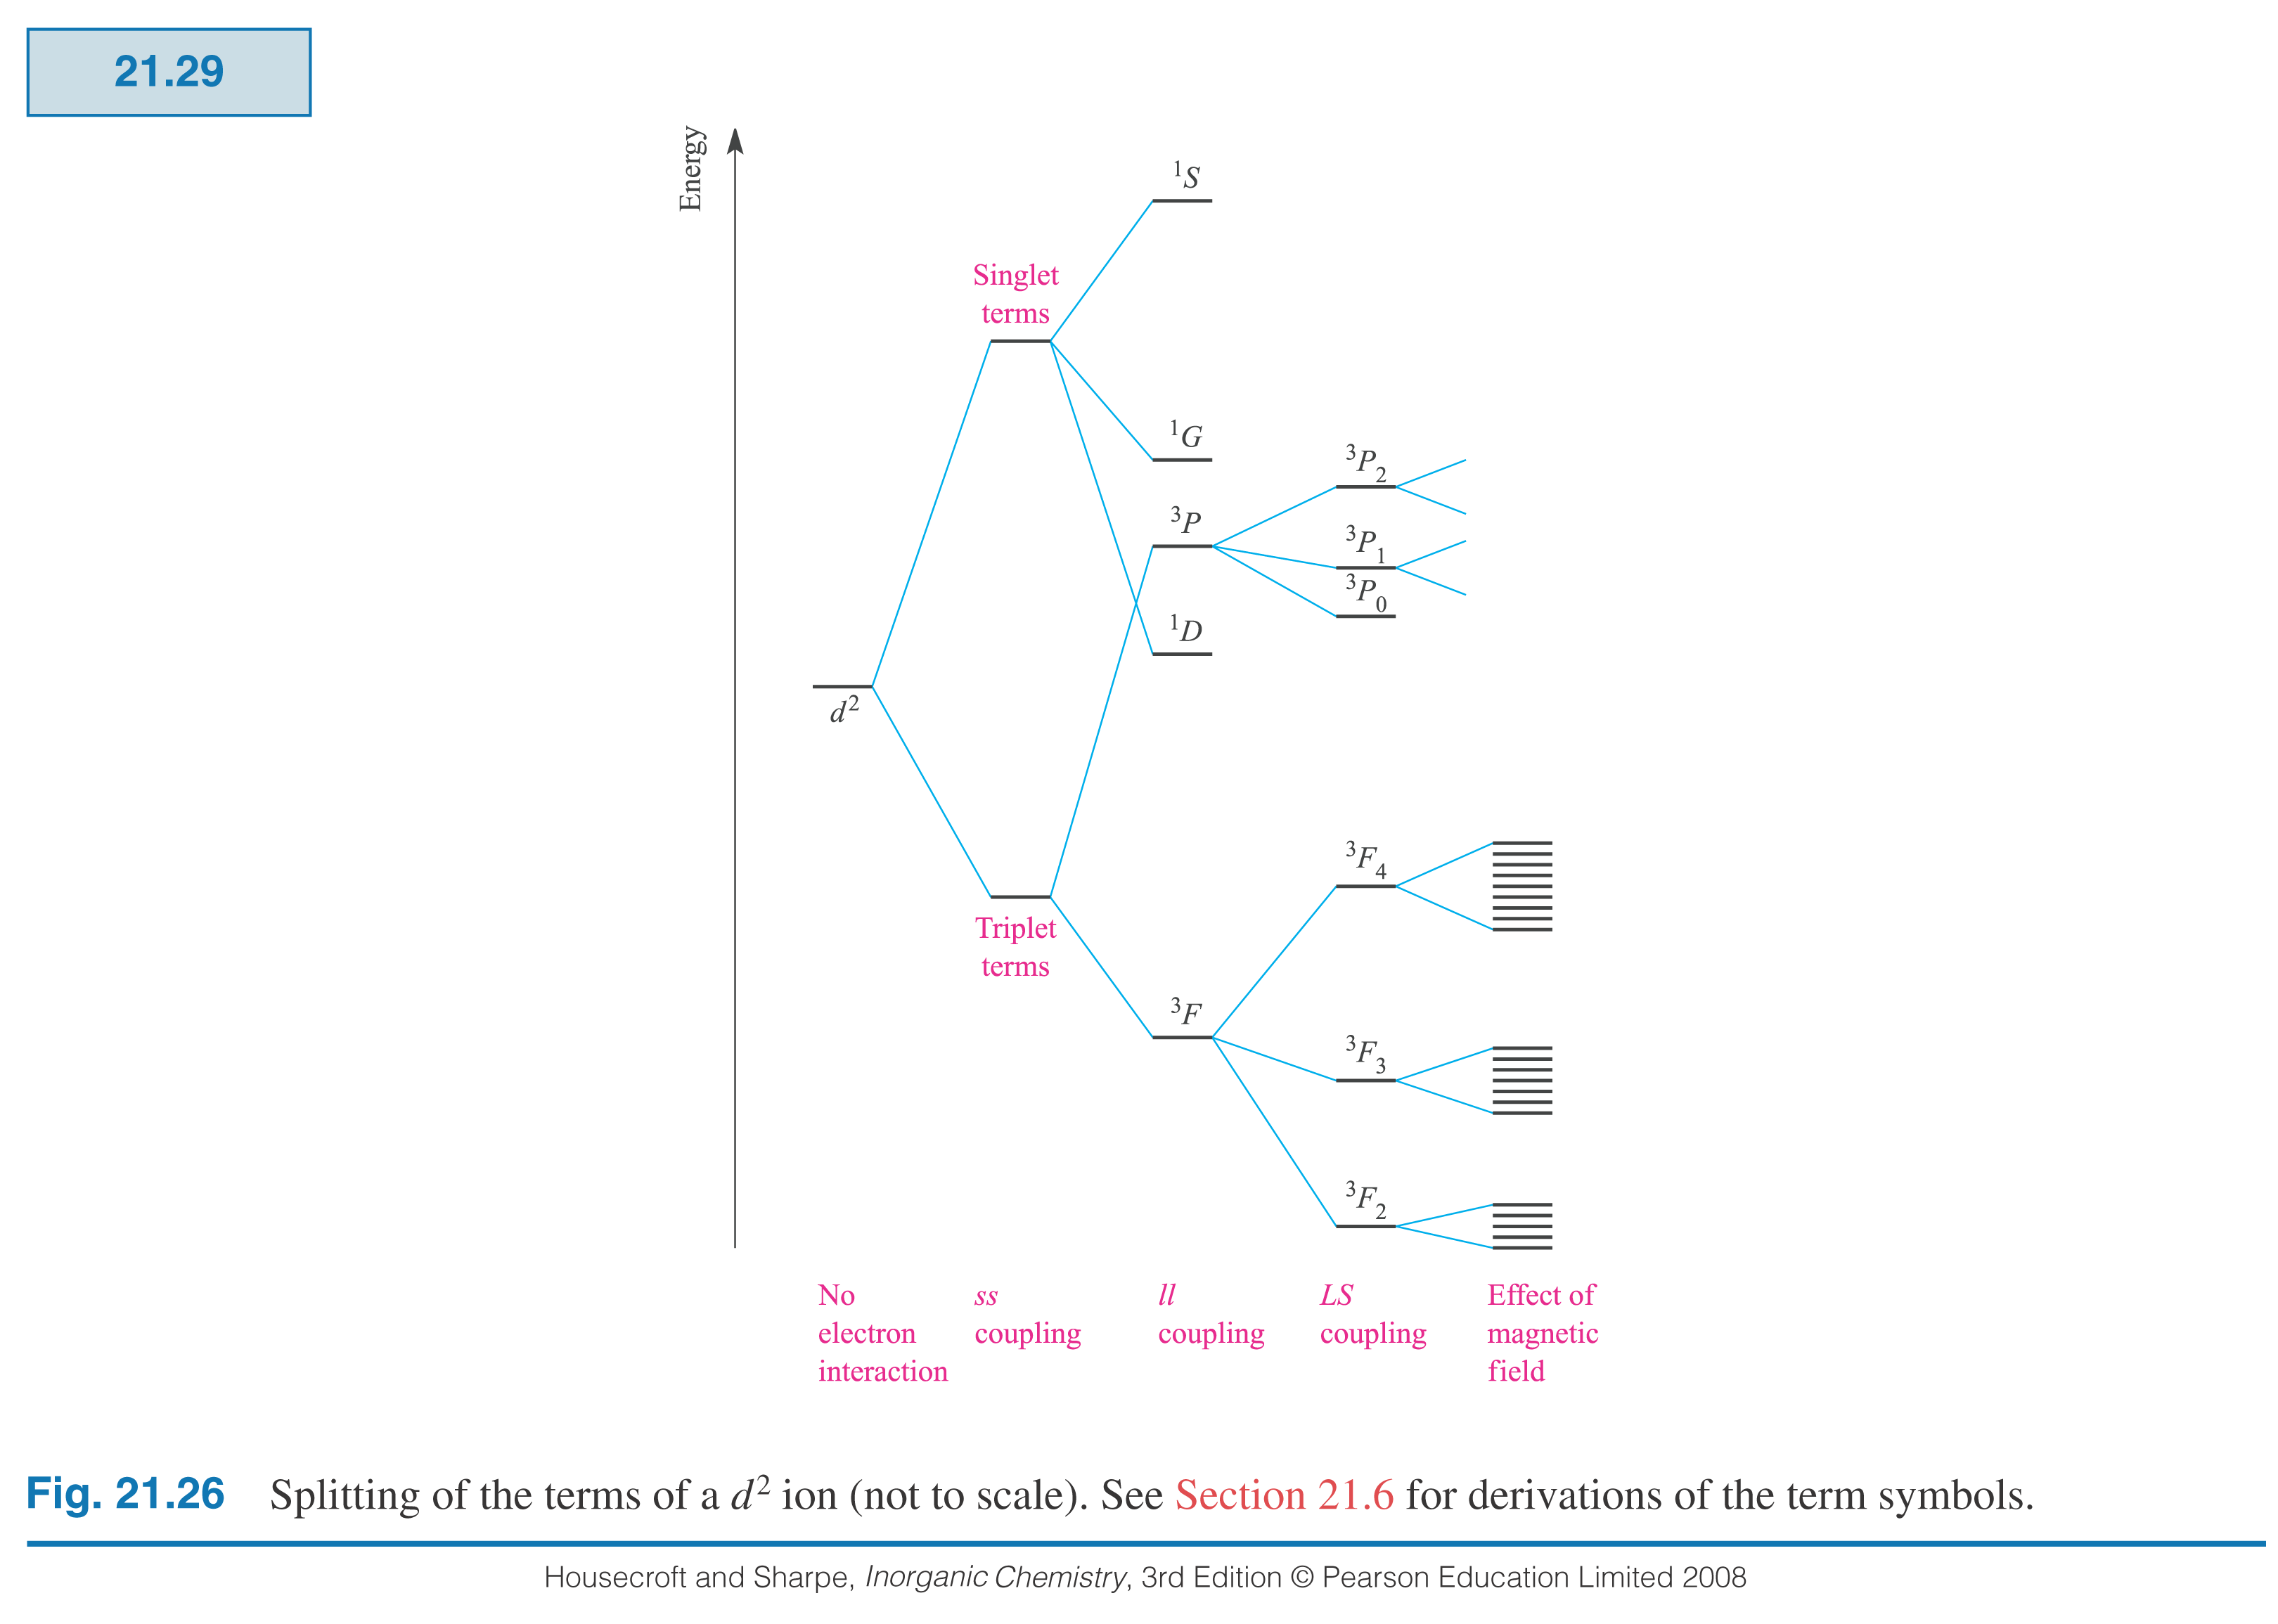 21.29
Energy
¹S
Singlet
terms
¹G
³P₂
³P
³P₁
³P₀
¹D
d²
³F₄
Triplet
terms
³F
³F₃
³F₂
No
electron
interaction
ss
coupling
ll
coupling
LS
coupling
Effect of
magnetic
field
Fig. 21.26 Splitting of the terms of a d² ion (not to scale). See Section 21.6 for derivations of the term symbols.
Housecroft and Sharpe, Inorganic Chemistry, 3rd Edition © Pearson Education Limited 2008